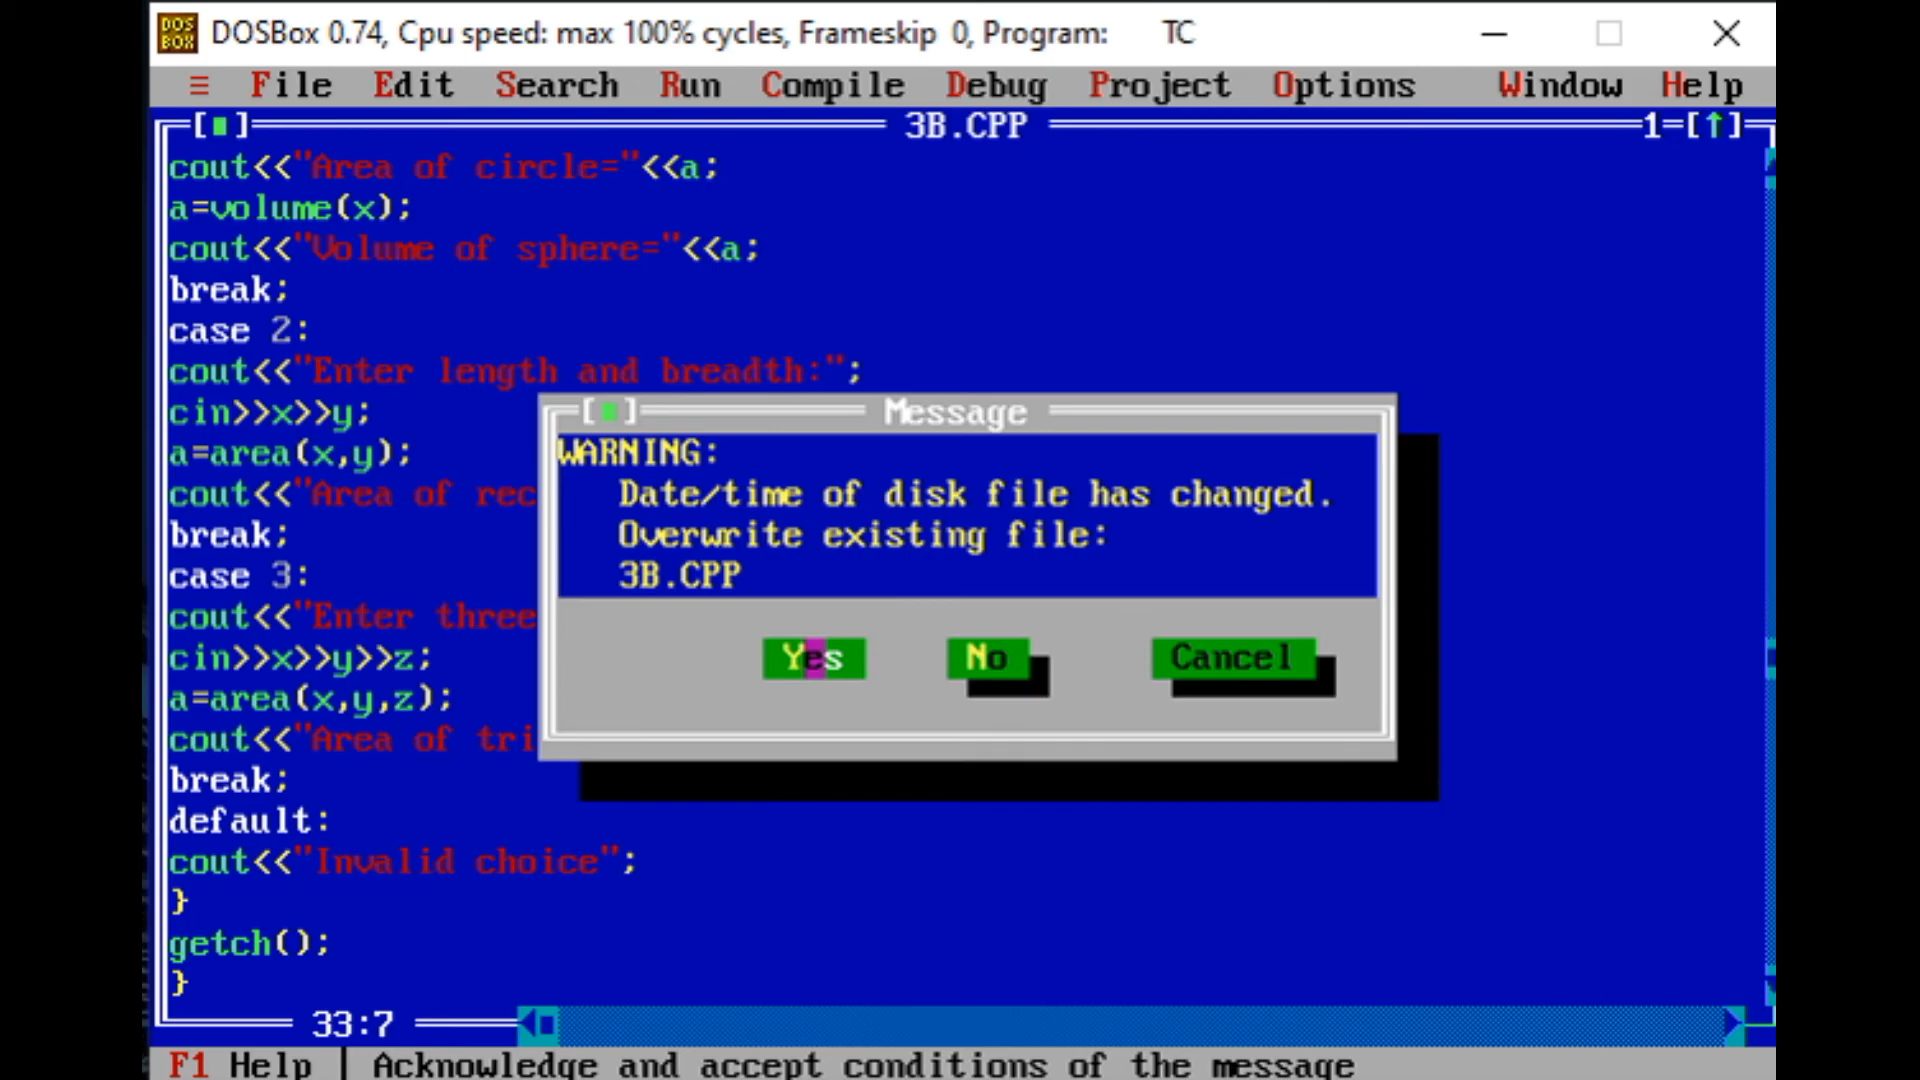 DOS BOX DOSBox 0.74, Cpu speed: max 100% cycles, Frameskip 0, Program: TC
≡ File Edit Search Run Compile Debug Project Options Window Help
[■] 3B.CPP 1=[↑]
cout<<"Area of circle="<<a;
a=volume(x);
cout<<"Volume of sphere="<<a;
break;
case 2:
cout<<"Enter length and breadth:";
cin>>x>>y;
a=area(x,y);
cout<<"Area of rec
break;
case 3:
cout<<"Enter three
cin>>x>>y>>z;
a=area(x,y,z);
cout<<"Area of tri
break;
default:
cout<<"Invalid choice";
}
getch();
}
33:7
[■] Message
WARNING:
Date/time of disk file has changed.
Overwrite existing file:
3B.CPP
Yes No Cancel
F1 Help | Acknowledge and accept conditions of the message